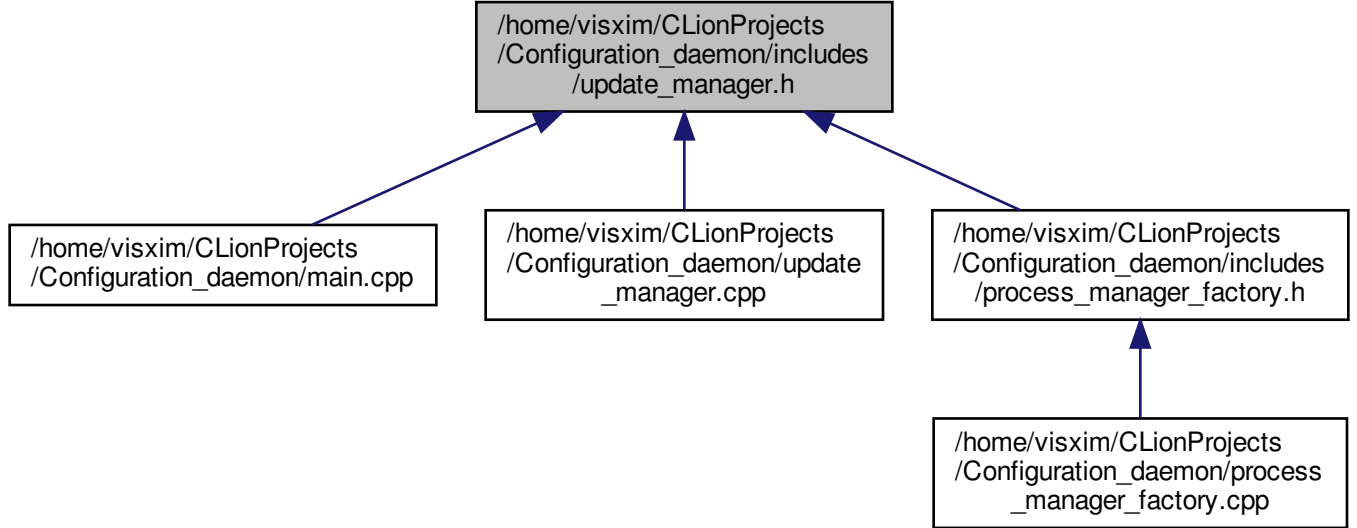 /home/visxim/CLionProjects
/Configuration_daemon/includes
/update_manager.h
/home/visxim/CLionProjects
/Configuration_daemon/main.cpp
/home/visxim/CLionProjects
/Configuration_daemon/update
_manager.cpp
/home/visxim/CLionProjects
/Configuration_daemon/includes
/process_manager_factory.h
/home/visxim/CLionProjects
/Configuration_daemon/process
_manager_factory.cpp